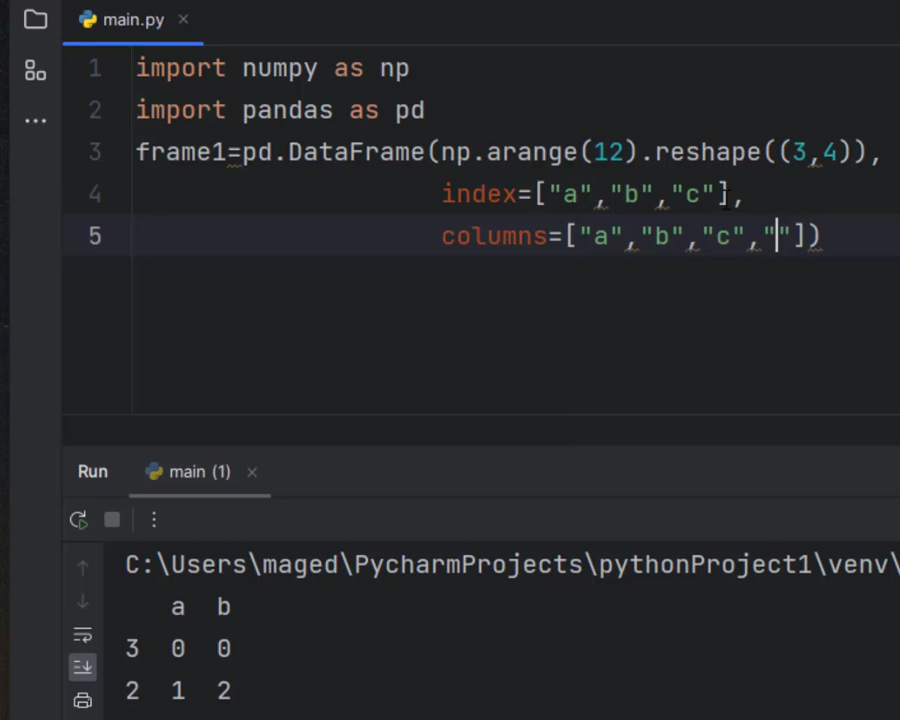 main.py
1 import numpy as np
2 import pandas as pd
3 frame1=pd.DataFrame(np.arange(12).reshape((3,4)),
4 index=["a","b","c"],
5 columns=["a","b","c",""])
Run main (1)
C:\Users\maged\PycharmProjects\pythonProject1\venv\
a b
3 0 0
2 1 2